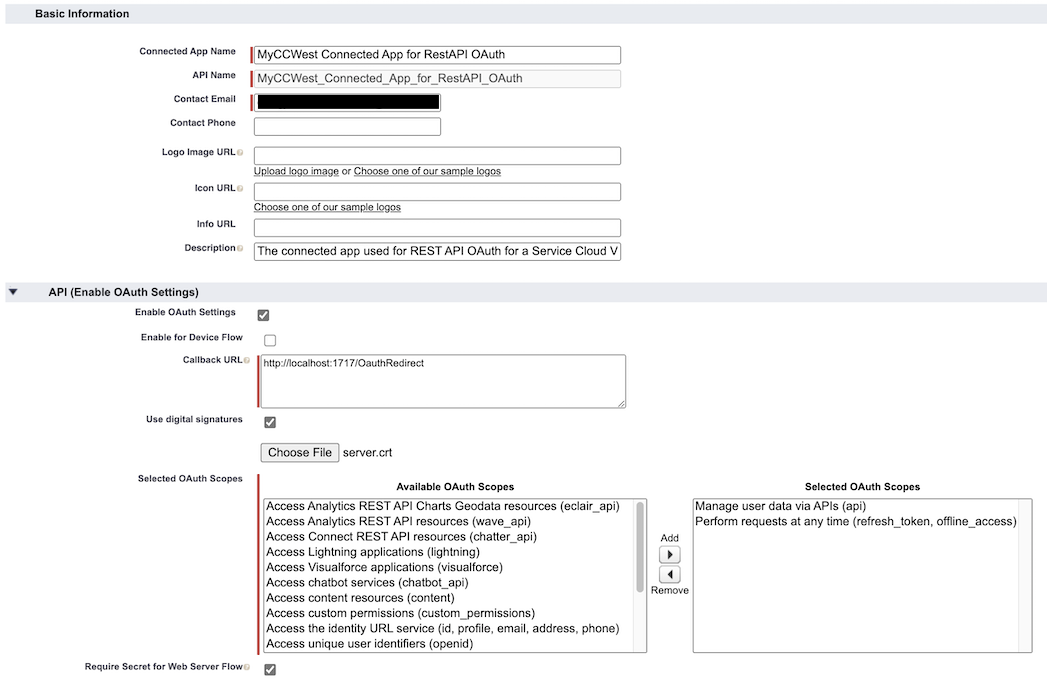 Basic Information
Connected App Name MyCCWest Connected App for RestAPI OAuth
API Name MyCCWest_Connected_App_for_RestAPI_OAuth
Contact Email
Contact Phone
Logo Image URL
Upload logo image or Choose one of our sample logos
Icon URL
Choose one of our sample logos
Info URL
Description The connected app used for REST API OAuth for a Service Cloud V
API (Enable OAuth Settings)
Enable OAuth Settings
Enable for Device Flow
Callback URL http://localhost:1717/OauthRedirect
Use digital signatures
Choose File server.crt
Selected OAuth Scopes
Available OAuth Scopes
Access Analytics REST API Charts Geodata resources (eclair_api)
Access Analytics REST API resources (wave_api)
Access Connect REST API resources (chatter_api)
Access Lightning applications (lightning)
Access Visualforce applications (visualforce)
Access chatbot services (chatbot_api)
Access content resources (content)
Access custom permissions (custom_permissions)
Access the identity URL service (id, profile, email, address, phone)
Access unique user identifiers (openid)
Add
Remove
Selected OAuth Scopes
Manage user data via APIs (api)
Perform requests at any time (refresh_token, offline_access)
Require Secret for Web Server Flow